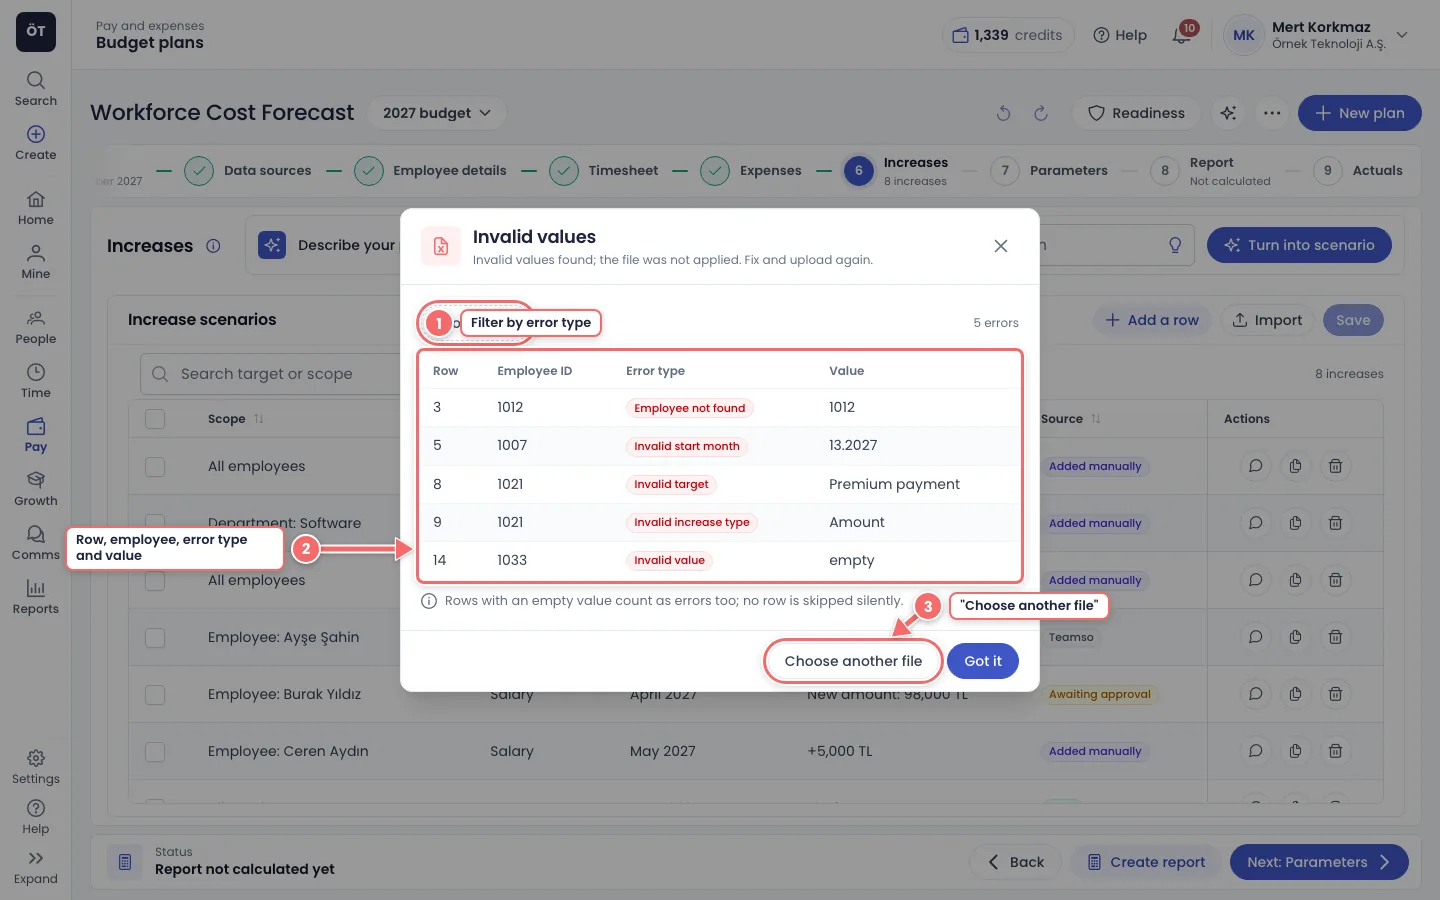 ÖT
Pay and expenses
Budget plans
1,339 credits
Help
10
MK
Mert Korkmaz
Örnek Teknoloji A.Ş.
Search
Create
Home
Mine
People
Time
Pay
Growth
Comms
Reports
Settings
Help
Expand
Workforce Cost Forecast
2027 budget
Readiness
New plan
2027
Data sources
Employee details
Timesheet
Expenses
6
Increases
8 increases
7
Parameters
8
Report
Not calculated
9
Actuals
Increases
Describe your
Turn into scenario
Increase scenarios
Add a row
Import
Save
Search target or scope
8 increases
Scope
Source
Actions
All employees
Added manually
Department: Software
Added manually
All employees
Added manually
Employee: Ayşe Şahin
Teamso
Employee: Burak Yıldız
Salary
April 2027
New amount: 98,000 TL
Awaiting approval
Employee: Ceren Aydın
Salary
May 2027
+5,000 TL
Added manually
Invalid values
Invalid values found; the file was not applied. Fix and upload again.
1
Filter by error type
5 errors
Row
Employee ID
Error type
Value
3
1012
Employee not found
1012
5
1007
Invalid start month
13.2027
8
1021
Invalid target
Premium payment
9
1021
Invalid increase type
Amount
14
1033
Invalid value
empty
Row, employee, error type
and value
2
Rows with an empty value count as errors too; no row is skipped silently.
3
"Choose another file"
Choose another file
Got it
Status
Report not calculated yet
Back
Create report
Next: Parameters